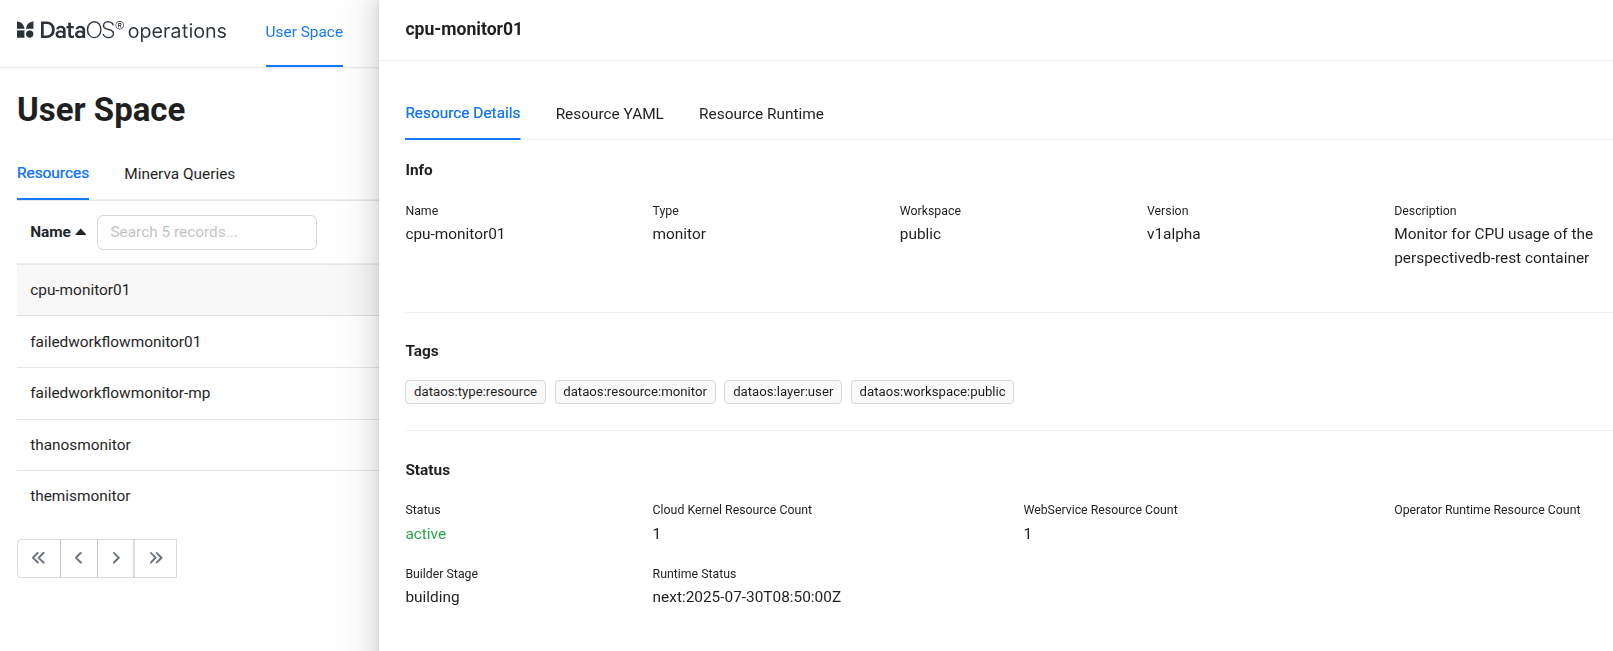 DataOS® operations
User Space
User Space
Resources
Minerva Queries
Name
Search 5 records...
cpu-monitor01
failedworkflowmonitor01
failedworkflowmonitor-mp
thanosmonitor
themismonitor
cpu-monitor01
Resource Details
Resource YAML
Resource Runtime
Info
Name
cpu-monitor01
Type
monitor
Workspace
public
Version
v1alpha
Description
Monitor for CPU usage of the
perspectivedb-rest container
Tags
dataos:type:resource
dataos:resource:monitor
dataos:layer:user
dataos:workspace:public
Status
Status
active
Cloud Kernel Resource Count
1
WebService Resource Count
1
Operator Runtime Resource Count
Builder Stage
building
Runtime Status
next:2025-07-30T08:50:00Z